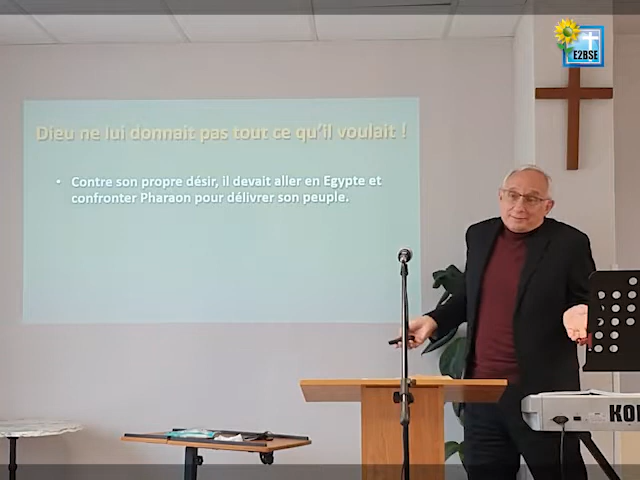 E2BSE
Dieu ne lui donnait pas tout ce qu'il voulait !
• Contre son propre désir, il devait aller en Egypte et
confronter Pharaon pour délivrer son peuple.